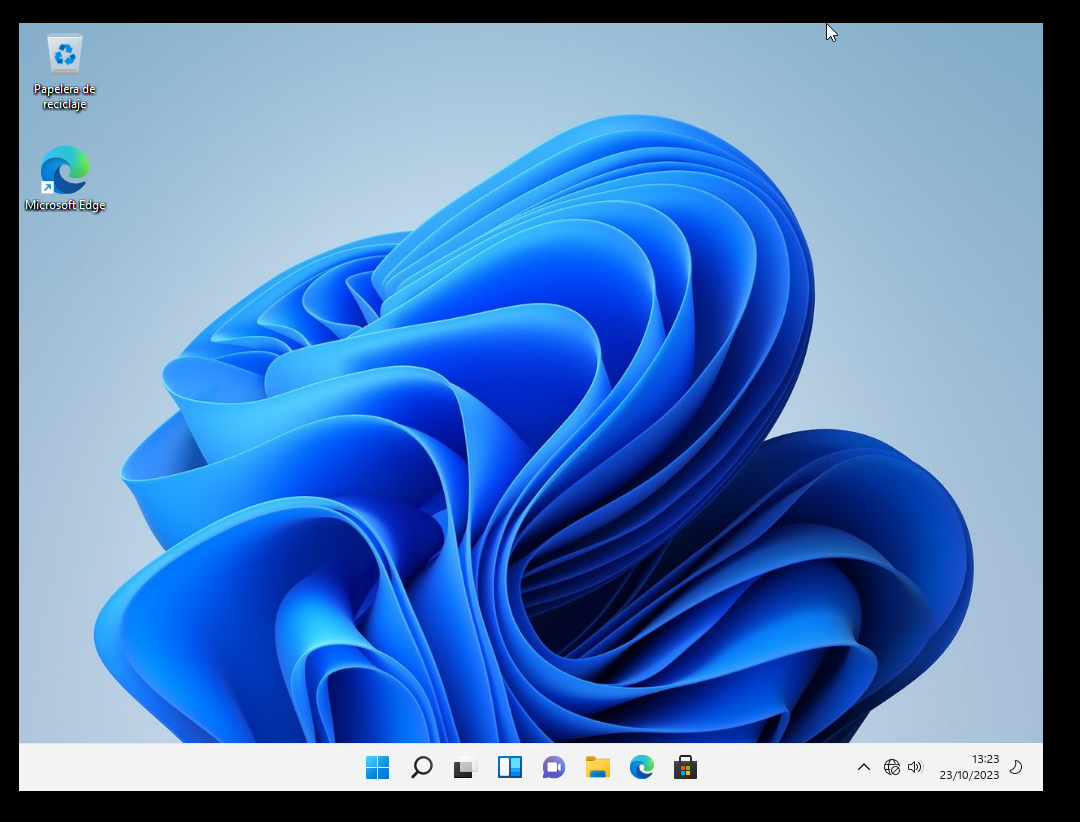 Papelera de
reciclaje
Microsoft Edge
13:23
23/10/2023